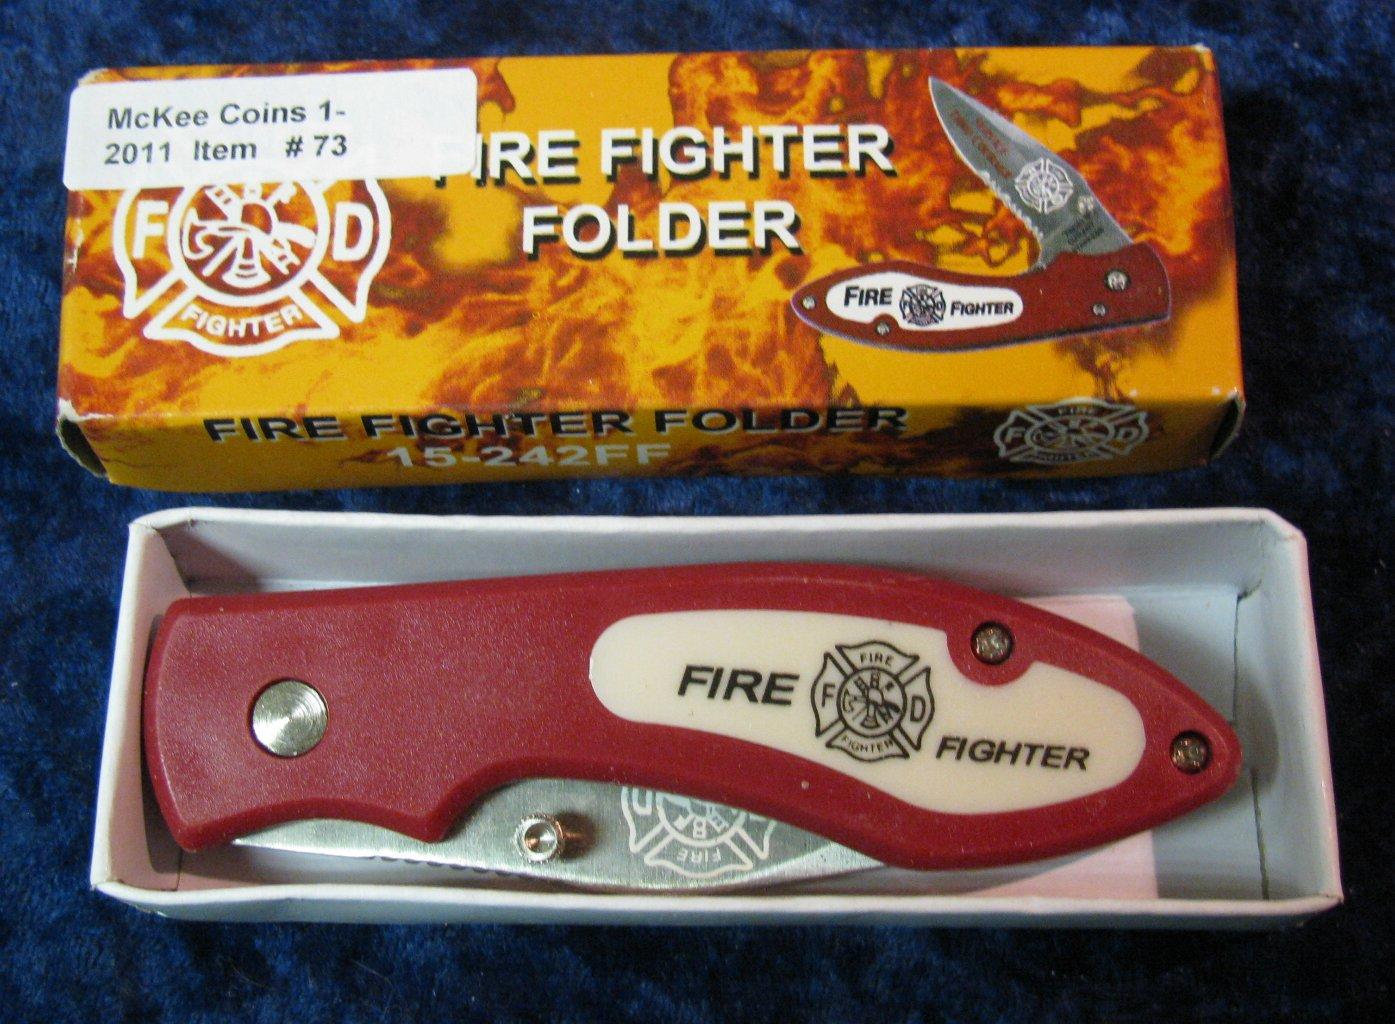 McKee Coins 1-
2011 Item # 73
FIRE FIGHTER
FOLDER
F D
FIGHTER
FIRE FIGHTER
FIRE FIGHTER FOLDER
15-242FF
FIRE
F D
FIGHTER
FIRE
FIRE
F D
FIGHTER
FIGHTER
D
FIRE